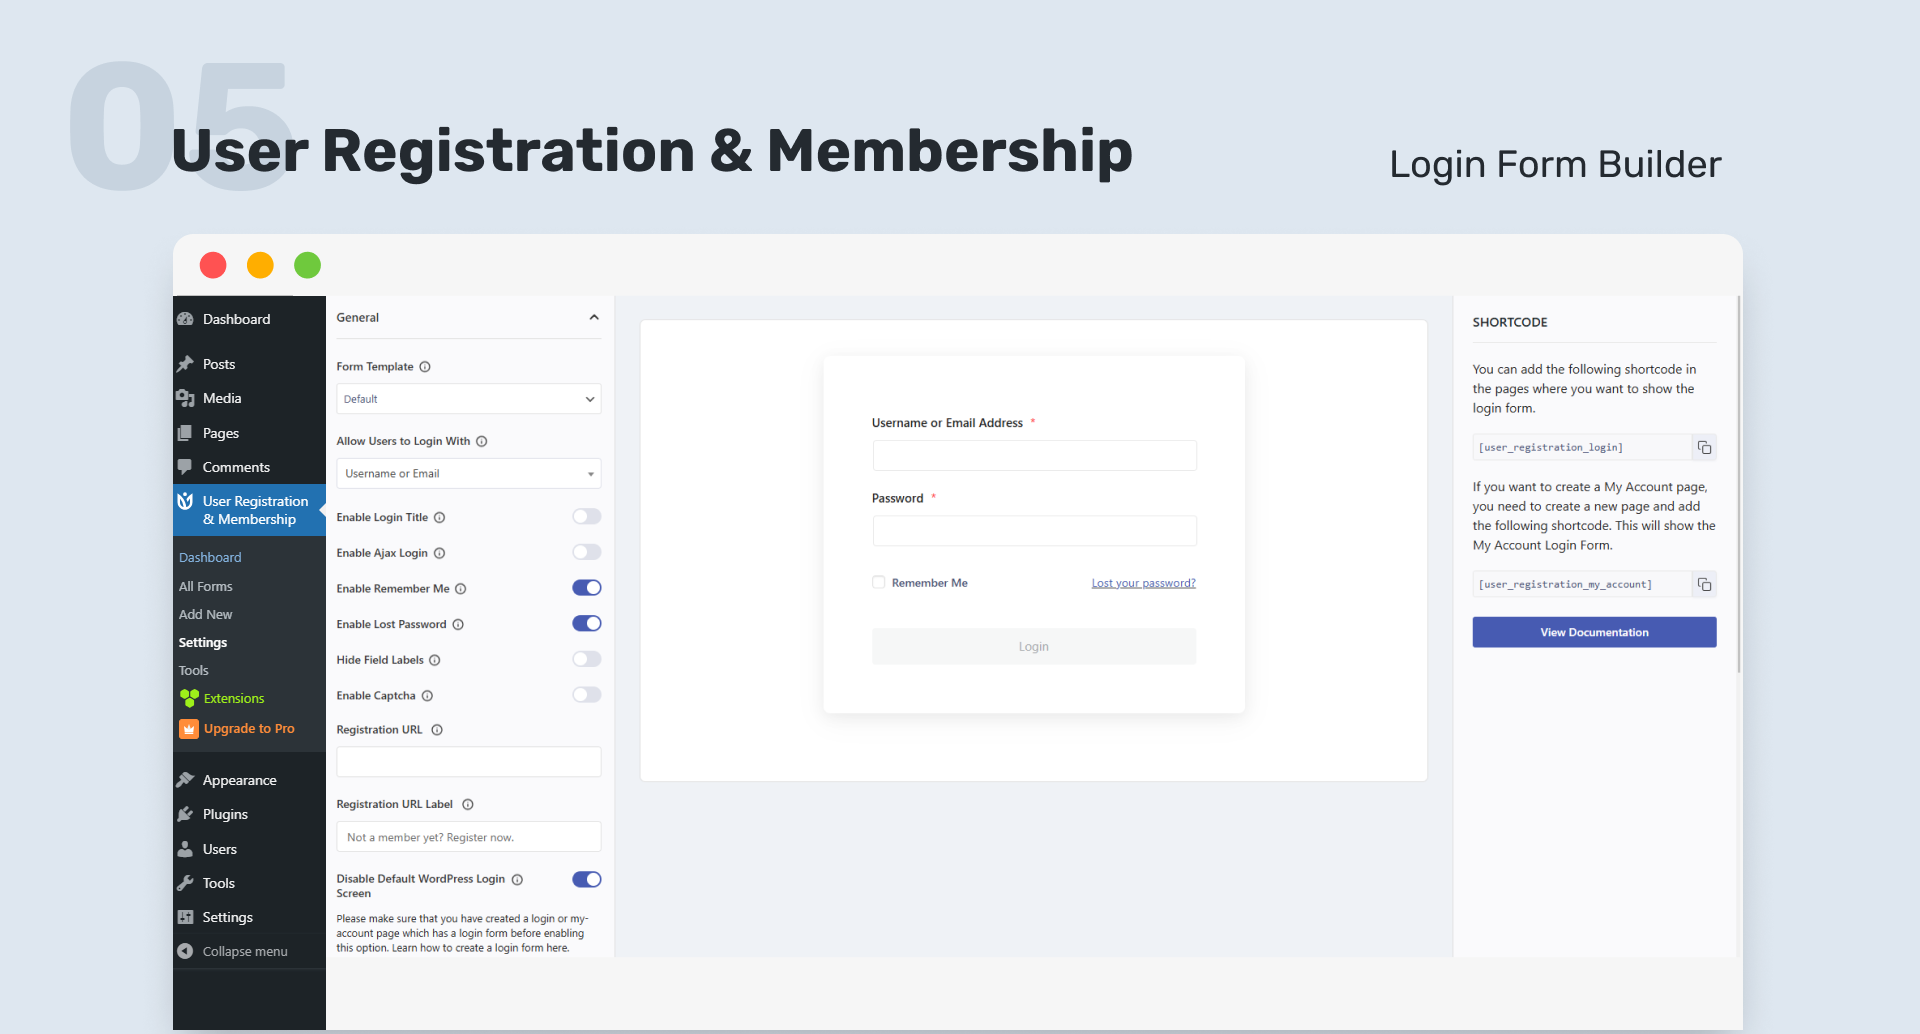 05
User Registration & Membership
Login Form Builder
Dashboard
Posts
Media
Pages
Comments
User Registration
& Membership
Dashboard
All Forms
Add New
Settings
Tools
Extensions
Upgrade to Pro
Appearance
Plugins
Users
Tools
Settings
Collapse menu
General
Form Template
Default
Allow Users to Login With
Username or Email
Enable Login Title
Enable Ajax Login
Enable Remember Me
Enable Lost Password
Hide Field Labels
Enable Captcha
Registration URL
Registration URL Label
Not a member yet? Register now.
Disable Default WordPress Login
Screen
Please make sure that you have created a login or my-
account page which has a login form before enabling
this option. Learn how to create a login form here.
Username or Email Address *
Password *
Remember Me
Lost your password?
Login
SHORTCODE
You can add the following shortcode in
the pages where you want to show the
login form.
[user_registration_login]
If you want to create a My Account page,
you need to create a new page and add
the following shortcode. This will show the
My Account Login Form.
[user_registration_my_account]
View Documentation